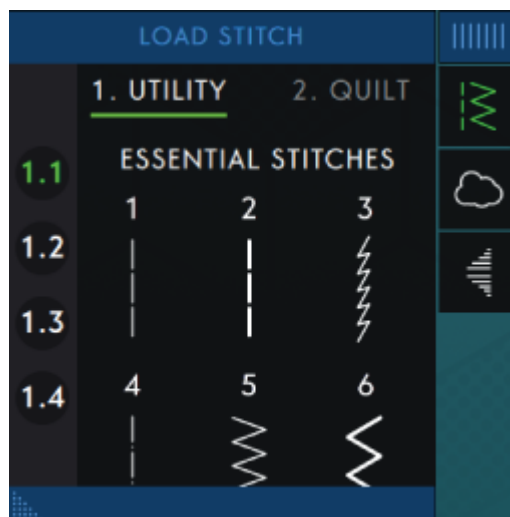 LOAD STITCH
1. UTILITY 2. QUILT
ESSENTIAL STITCHES
1.1
1 2 3
1.2
1.3
4 5 6
1.4